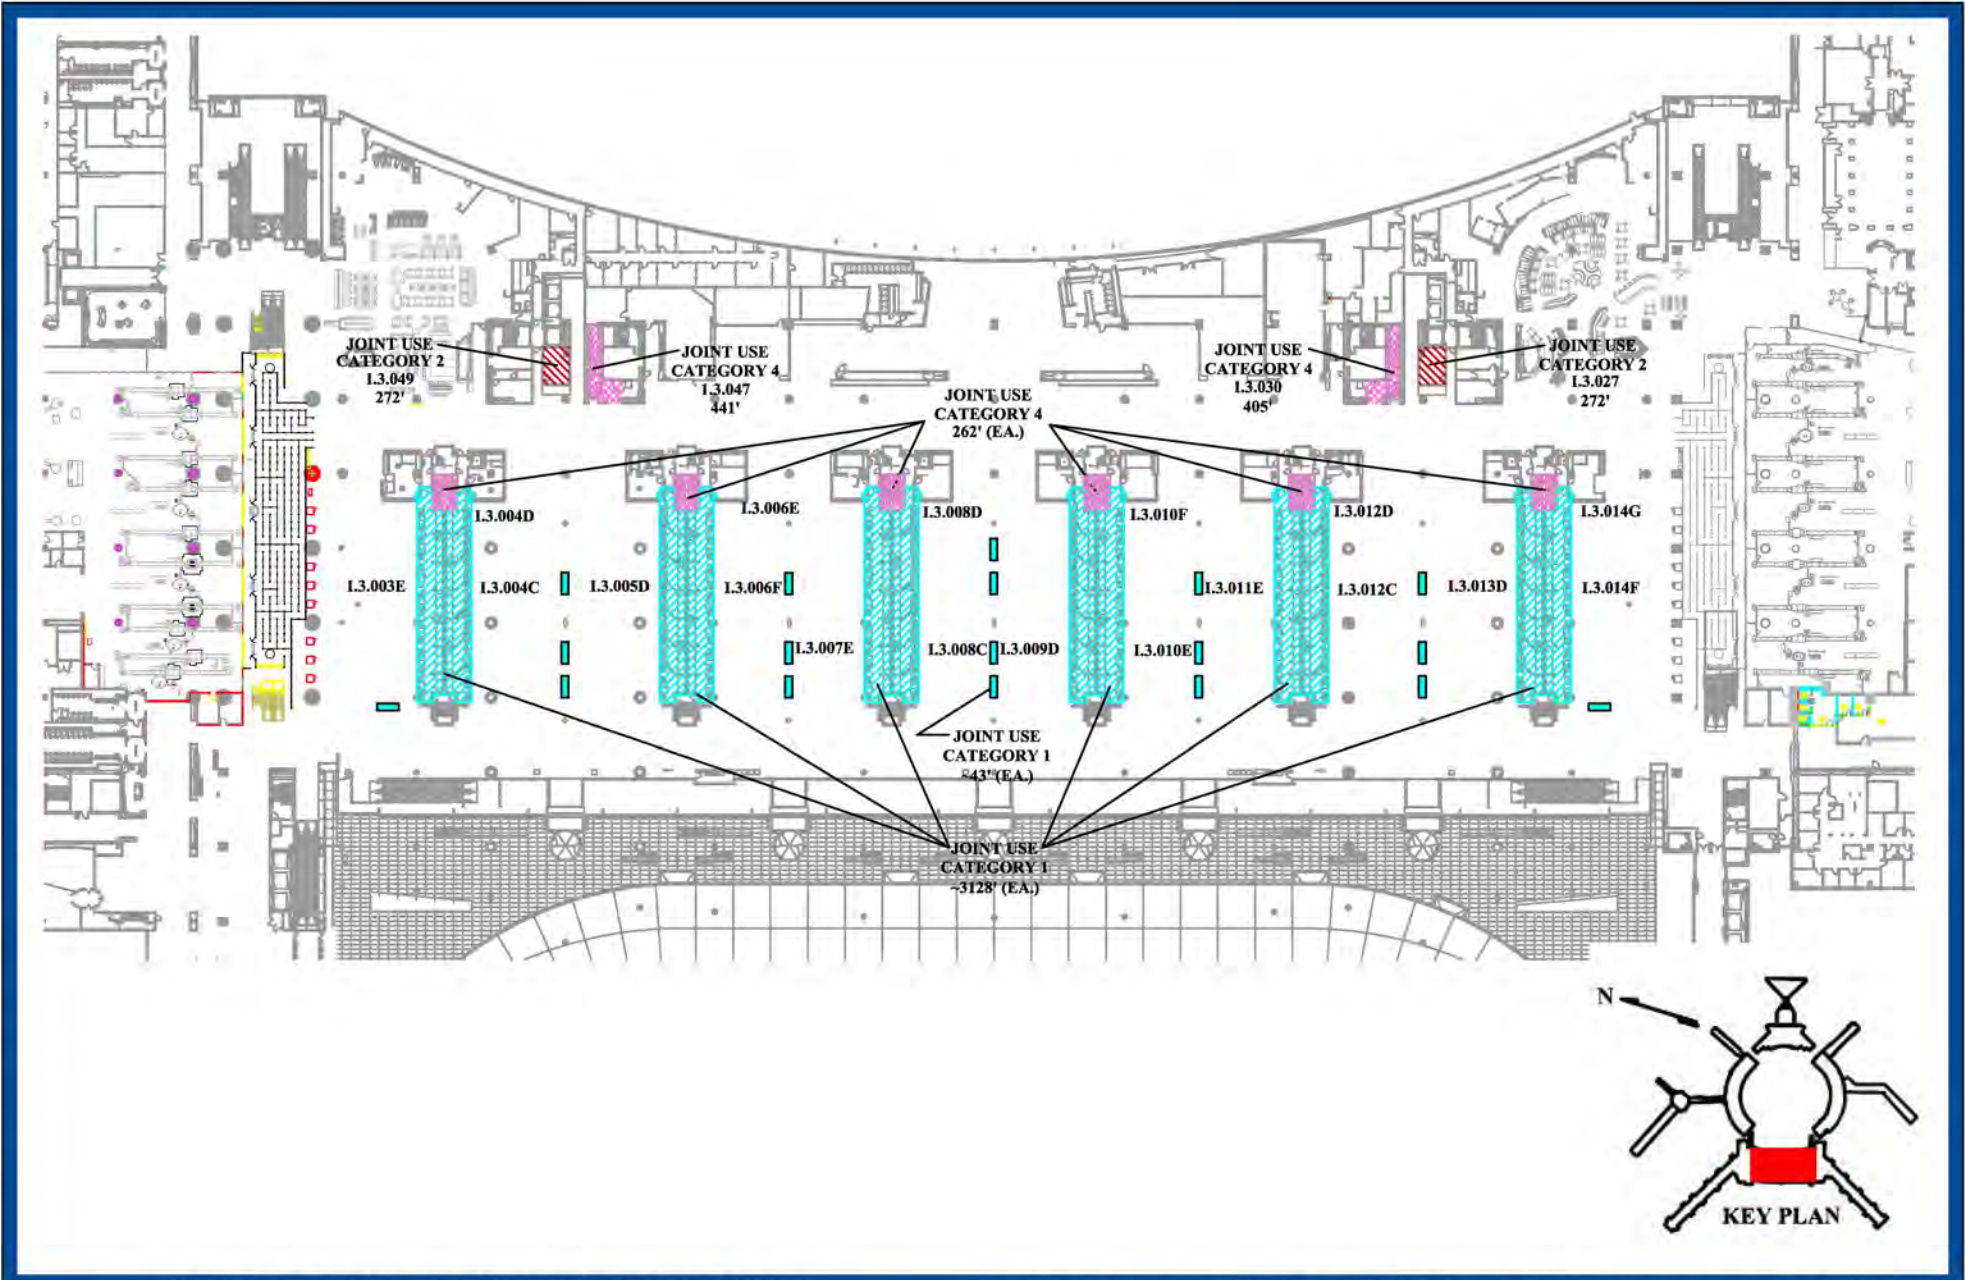 JOINT USE
CATEGORY 2
I.3.049
272'
JOINT USE
CATEGORY 4
I.3.047
441'
JOINT USE
CATEGORY 4
I.3.030
405'
JOINT USE
CATEGORY 2
I.3.027
272'
JOINT USE
CATEGORY 4
262' (EA.)
I.3.004D
I.3.006E
I.3.008D
I.3.010F
I.3.012D
I.3.014G
I.3.003E
I.3.004C
I.3.005D
I.3.006F
I.3.011E
I.3.012C
I.3.013D
I.3.014F
I.3.007E
I.3.008C
I.3.009D
I.3.010E
JOINT USE
CATEGORY 1
~43' (EA.)
JOINT USE
CATEGORY 1
~3128' (EA.)
N
KEY PLAN